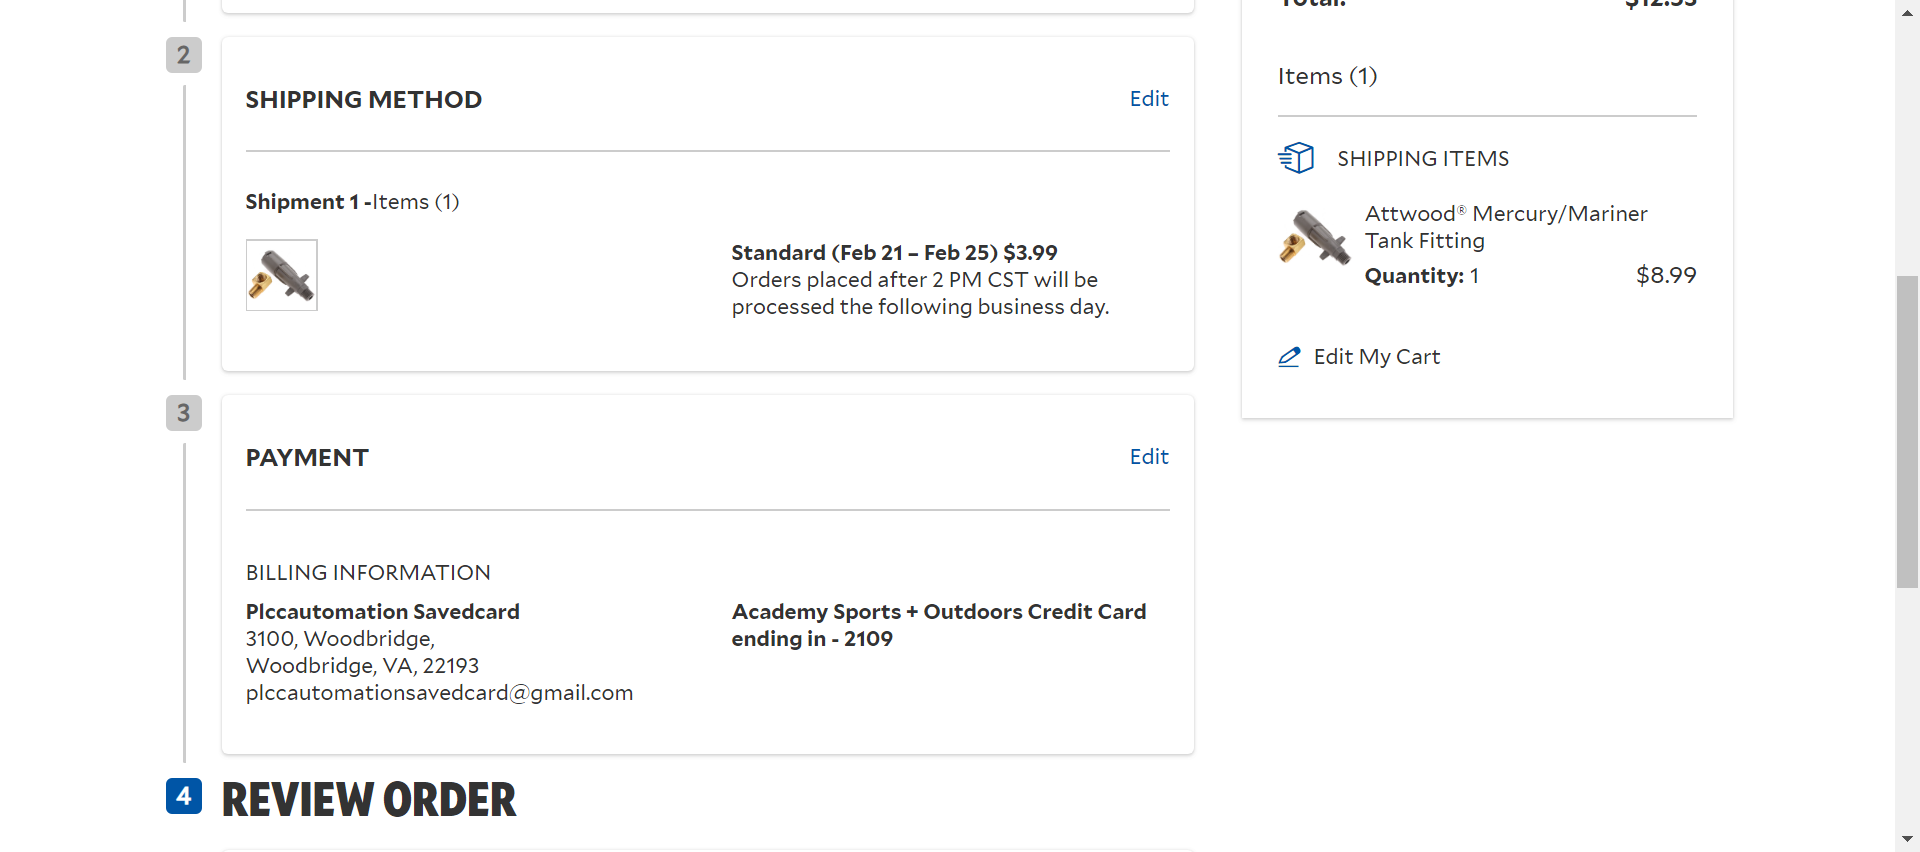 2
SHIPPING METHOD
Edit
Shipment 1 -Items (1)
Standard (Feb 21 – Feb 25) $3.99
Orders placed after 2 PM CST will be
processed the following business day.
3
PAYMENT
Edit
BILLING INFORMATION
Plccautomation Savedcard
3100, Woodbridge,
Woodbridge, VA, 22193
plccautomationsavedcard@gmail.com
Academy Sports + Outdoors Credit Card
ending in - 2109
4
REVIEW ORDER
Total:
Items (1)
SHIPPING ITEMS
Attwood® Mercury/Mariner
Tank Fitting
Quantity: 1
$8.99
Edit My Cart